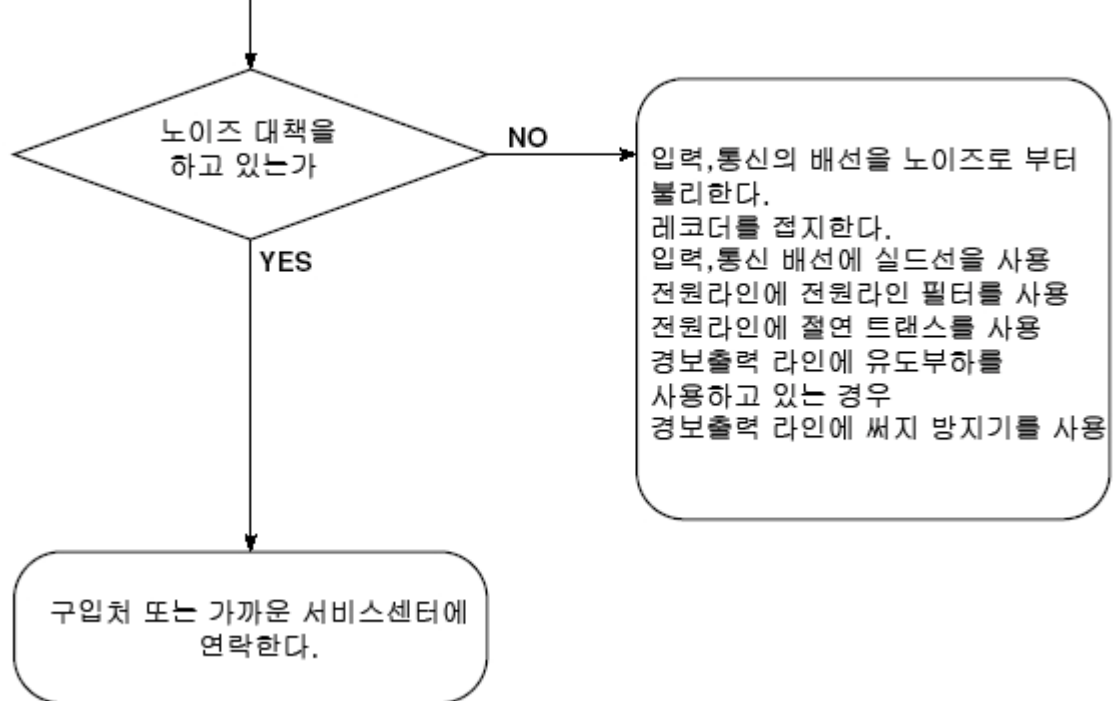 노이즈 대책을
하고 있는가
NO
입력,통신의 배선을 노이즈로 부터
불리한다.
레코더를 접지한다.
입력,통신 배선에 실드선을 사용
전원라인에 전원라인 필터를 사용
전원라인에 절연 트랜스를 사용
경보출력 라인에 유도부하를
사용하고 있는 경우
경보출력 라인에 써지 방지기를 사용
YES
구입처 또는 가까운 서비스센터에
연락한다.